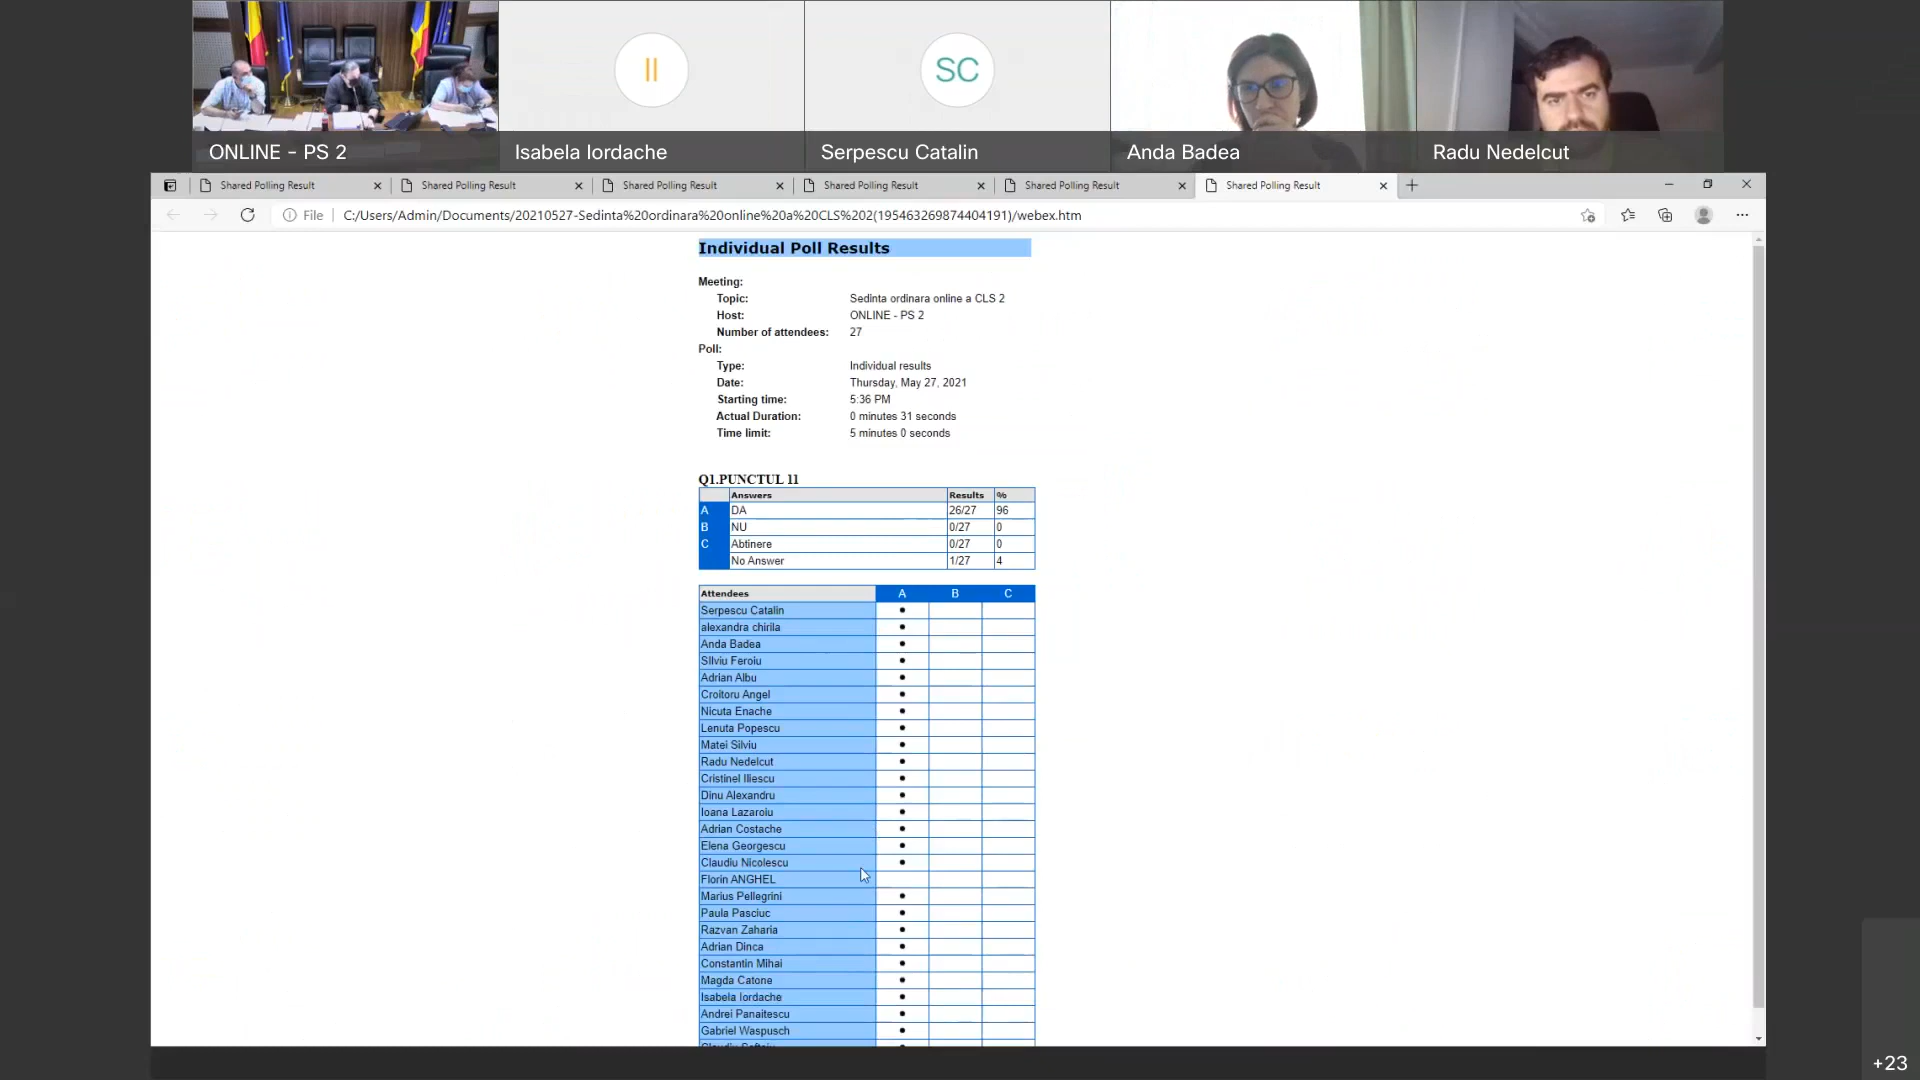 II
SC
ONLINE - PS 2
Isabela Iordache
Serpescu Catalin
Anda Badea
Radu Nedelcut
Shared Polling Result
Shared Polling Result
Shared Polling Result
Shared Polling Result
Shared Polling Result
Shared Polling Result
File
C:/Users/Admin/Documents/20210527-Sedinta%20ordinara%20online%20a%20CLS%202(195463269874404191)/webex.htm
Individual Poll Results
Meeting:
Topic: Sedinta ordinara online a CLS 2
Host: ONLINE - PS 2
Number of attendees: 27
Poll:
Type: Individual results
Date: Thursday, May 27, 2021
Starting time: 5:36 PM
Actual Duration: 0 minutes 31 seconds
Time limit: 5 minutes 0 seconds
Q1.PUNCTUL 11
Answers Results %
A DA 26/27 96
B NU 0/27 0
C Abtinere 0/27 0
No Answer 1/27 4
Attendees A B C
Serpescu Catalin
alexandra chirila
Anda Badea
SIlviu Feroiu
Adrian Albu
Croitoru Angel
Nicuta Enache
Lenuta Popescu
Matei Silviu
Radu Nedelcut
Cristinel Iliescu
Dinu Alexandru
Ioana Lazaroiu
Adrian Costache
Elena Georgescu
Claudiu Nicolescu
Florin ANGHEL
Marius Pellegrini
Paula Pasciuc
Razvan Zaharia
Adrian Dinca
Constantin Mihai
Magda Catone
Isabela Iordache
Andrei Panaitescu
Gabriel Waspusch
+23